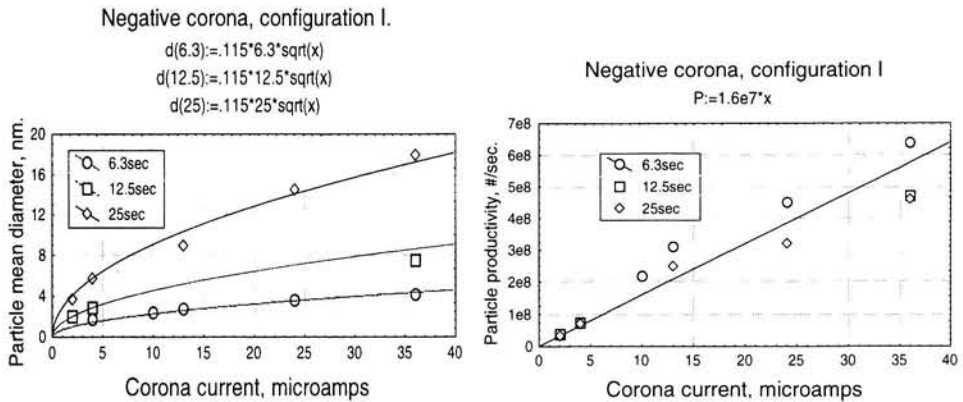 Negative corona, configuration I.
d(6.3):=.115*6.3*sqrt(x)
d(12.5):=.115*12.5*sqrt(x)
d(25):=.115*25*sqrt(x)
Particle mean diameter, nm.
20
16
12
8
4
0
6.3sec
12.5sec
25sec
0 5 10 15 20 25 30 35 40
Corona current, microamps
Negative corona, configuration I
P:=1.6e7*x
Particle productivity, #/sec.
7e8
6e8
5e8
4e8
3e8
2e8
1e8
0
6.3sec
12.5sec
25sec
0 5 10 15 20 25 30 35 40
Corona current, microamps